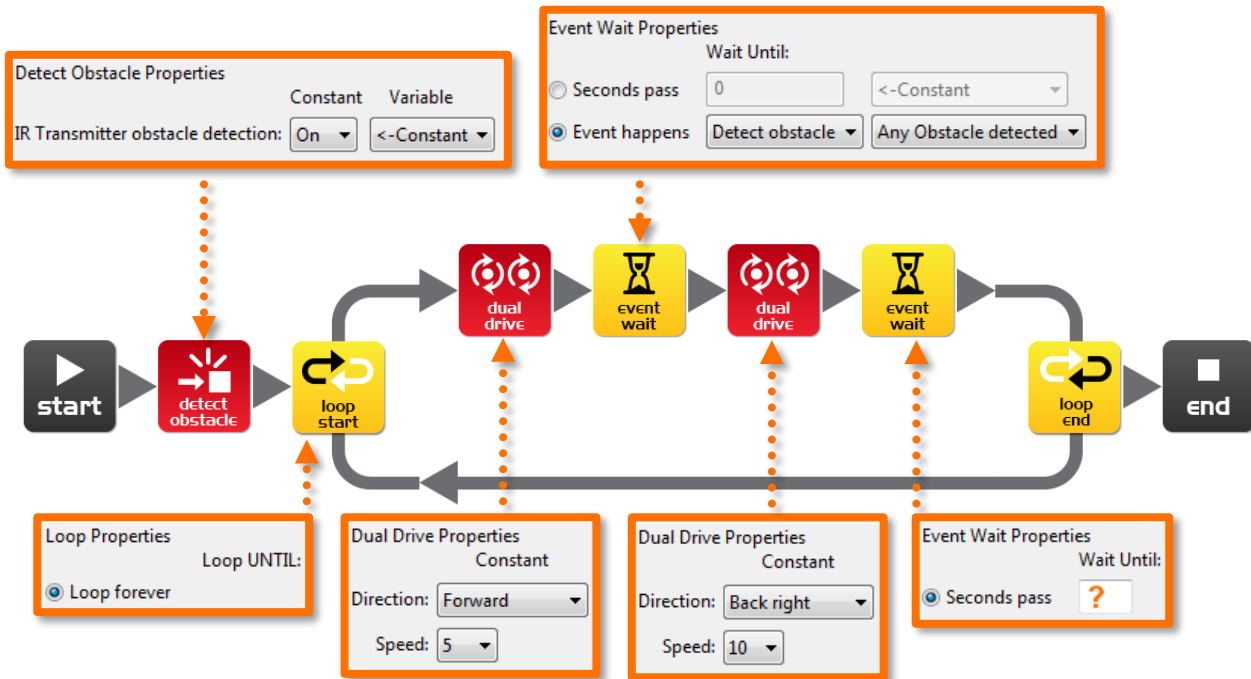 Detect Obstacle Properties
Constant Variable
IR Transmitter obstacle detection: On <-Constant
Event Wait Properties
Wait Until:
Seconds pass 0 <-Constant
Event happens Detect obstacle Any Obstacle detected
start
detect
obstacle
loop
start
dual
drive
event
wait
dual
drive
event
wait
loop
end
end
Loop Properties
Loop UNTIL:
Loop forever
Dual Drive Properties
Constant
Direction: Forward
Speed: 5
Dual Drive Properties
Constant
Direction: Back right
Speed: 10
Event Wait Properties
Wait Until:
Seconds pass ?